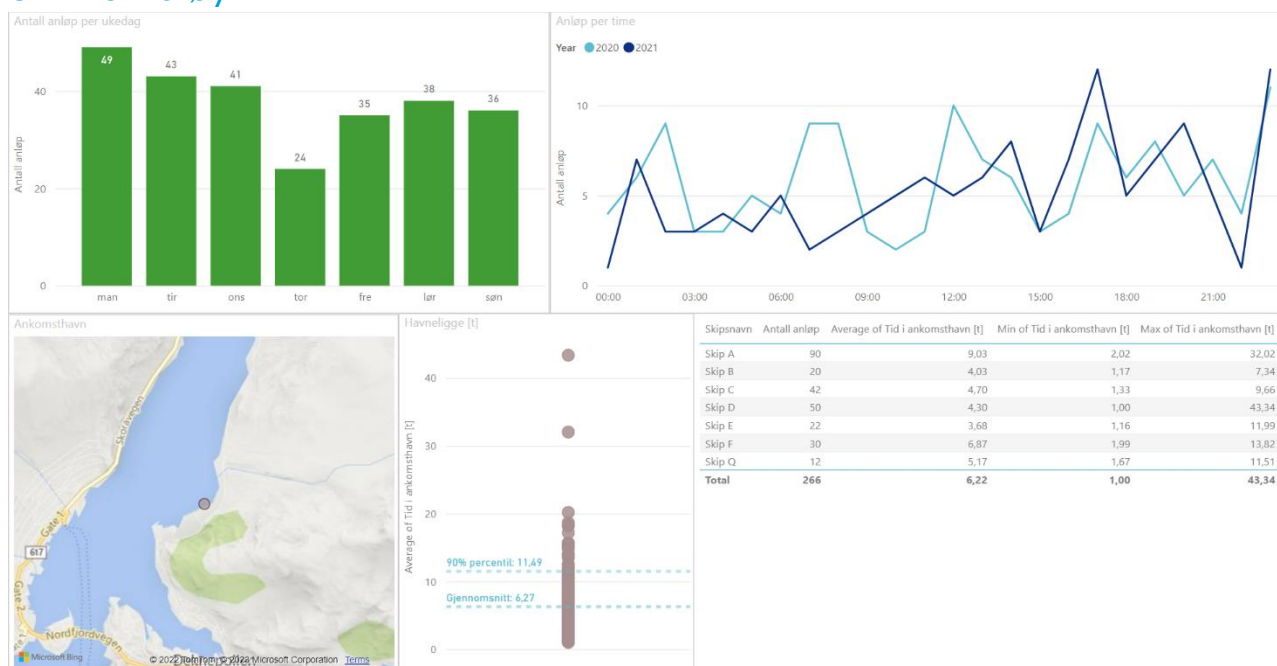 Antall anløp per ukedag
Antall anløp
40
20
0
49
43
41
24
35
38
36
man tir ons tor fre lør søn
Anløp per time
Year 2020 2021
Antall anløp
10
5
0
00:00 03:00 06:00 09:00 12:00 15:00 18:00 21:00
Ankomsthavn
Skoravegen
Gate 1
617
Gate 2
Nordfjordvegen
Microsoft Bing
© 2022 TomTom, © 2023 Microsoft Corporation Terms
Havneligge [t]
Average of Tid i ankomsthavn [t]
40
30
20
90% percentil: 11,49
10
Gjennomsnitt: 6,27
0
Skipsnavn Antall anløp Average of Tid i ankomsthavn [t] Min of Tid i ankomsthavn [t] Max of Tid i ankomsthavn [t]
Skip A 90 9,03 2,02 32,02
Skip B 20 4,03 1,17 7,34
Skip C 42 4,70 1,33 9,66
Skip D 50 4,30 1,00 43,34
Skip E 22 3,68 1,16 11,99
Skip F 30 6,87 1,99 13,82
Skip Q 12 5,17 1,67 11,51
Total 266 6,22 1,00 43,34